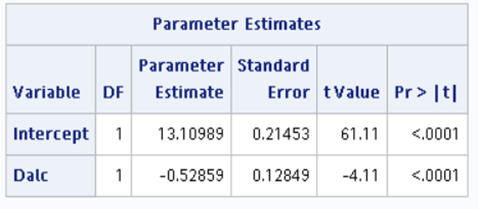 Parameter Estimates
Variable DF Parameter Estimate Standard Error t Value Pr > |t|
Intercept 1 13.10989 0.21453 61.11 <.0001
Dalc 1 -0.52859 0.12849 -4.11 <.0001